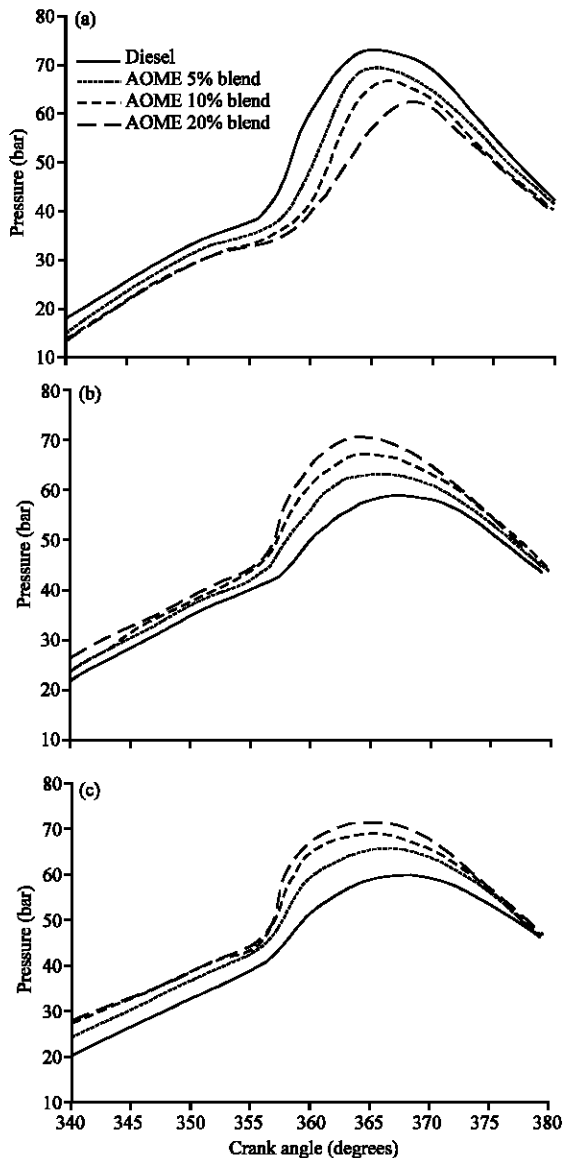 (a)
Diesel
AOME 5% blend
AOME 10% blend
AOME 20% blend
Pressure (bar)
80
70
60
50
40
30
20
10
(b)
Pressure (bar)
80
70
60
50
40
30
20
10
(c)
Pressure (bar)
80
70
60
50
40
30
20
10
340 345 350 355 360 365 370 375 380
Crank angle (degrees)